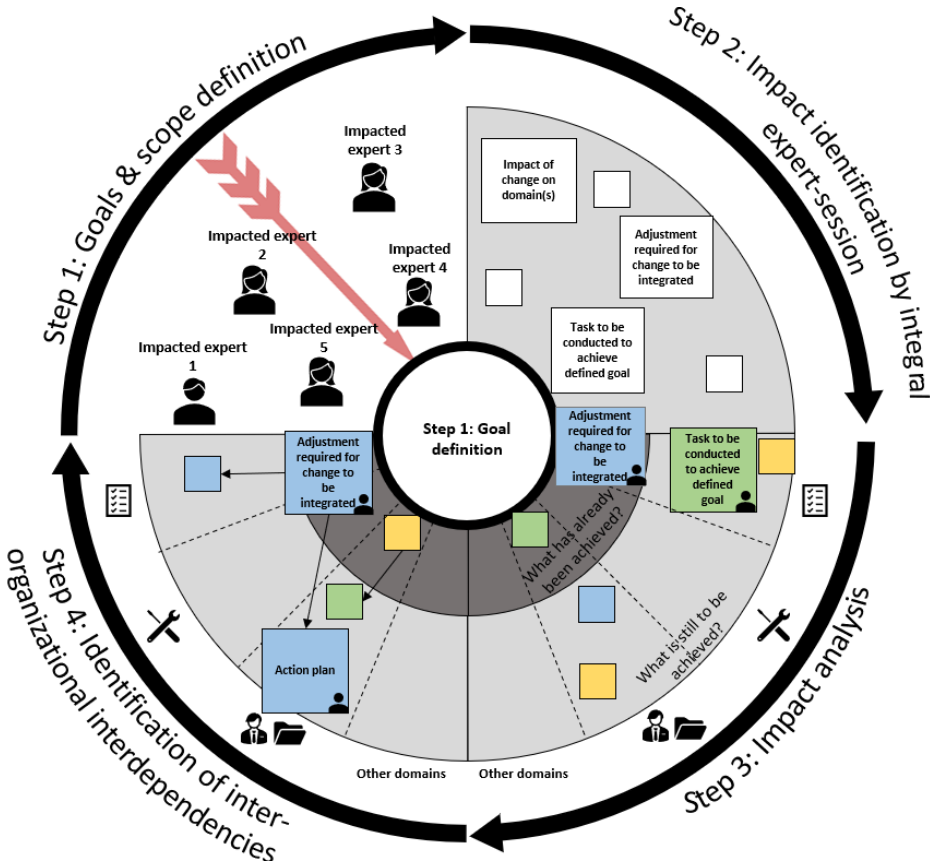 Step 1: Goals & scope definition
Step 2: Impact identification by integral
expert-session
Impacted
expert 3
Impacted expert
2
Impacted
expert 4
Impacted expert
5
Impacted expert
1
Impact of
change on
domain(s)
Adjustment
required for
change to be
integrated
Task to be
conducted to
achieve
defined goal
Step 1: Goal
definition
Adjustment
required for
change to
be
integrated
Task to be
conducted
to achieve
defined
goal
What has already
been achieved?
What is still to be
achieved?
Step 3: Impact analysis
Adjustment
required for
change to be
integrated
Action plan
Other domains
Other domains
Step 4: Identification of inter-
organizational interdependencies